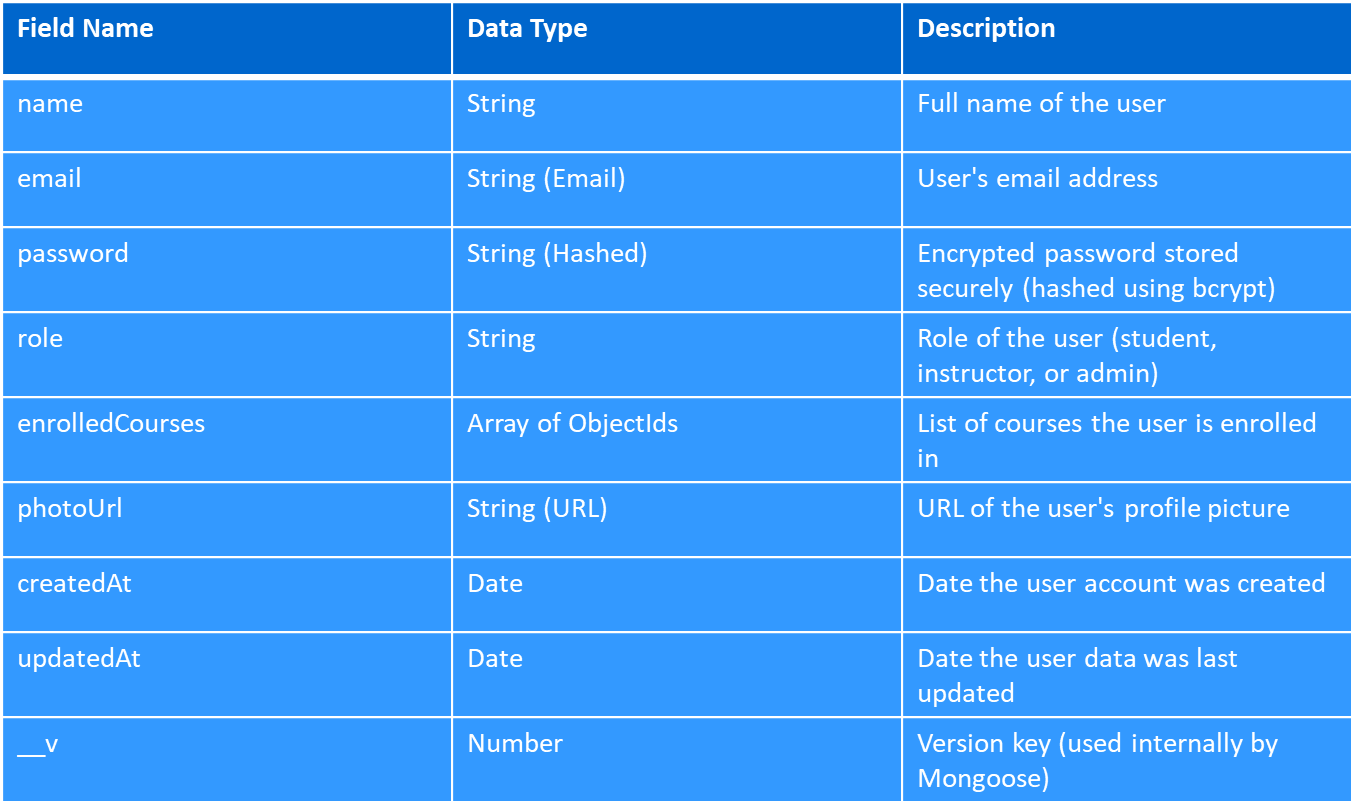 Field Name Data Type Description
name String Full name of the user
email String (Email) User's email address
password String (Hashed) Encrypted password stored
securely (hashed using bcrypt)
role String Role of the user (student,
instructor, or admin)
enrolledCourses Array of ObjectIds List of courses the user is enrolled
in
photoUrl String (URL) URL of the user's profile picture
createdAt Date Date the user account was created
updatedAt Date Date the user data was last
updated
__v Number Version key (used internally by
Mongoose)